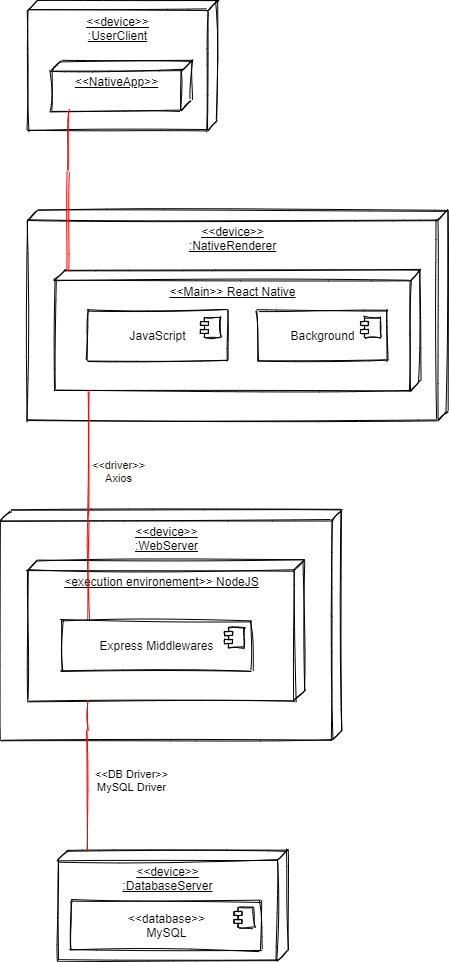 <<device>>
:UserClient
<<NativeApp>>
<<device>>
:NativeRenderer
<<Main>> React Native
JavaScript
Background
<<driver>>
Axios
<<device>>
:WebServer
<execution environement>> NodeJS
Express Middlewares
<<DB Driver>>
MySQL Driver
<<device>>
:DatabaseServer
<<database>>
MySQL